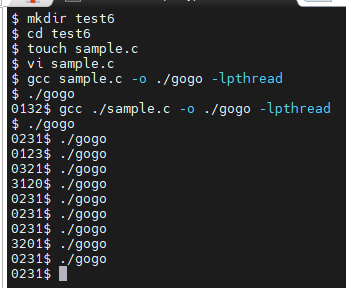 $ mkdir test6
$ cd test6
$ touch sample.c
$ vi sample.c
$ gcc sample.c -o ./gogo -lpthread
$ ./gogo
0132$ gcc ./sample.c -o ./gogo -lpthread
$ ./gogo
0231$ ./gogo
0123$ ./gogo
0321$ ./gogo
3120$ ./gogo
0231$ ./gogo
0231$ ./gogo
0231$ ./gogo
3201$ ./gogo
0231$ ./gogo
0231$